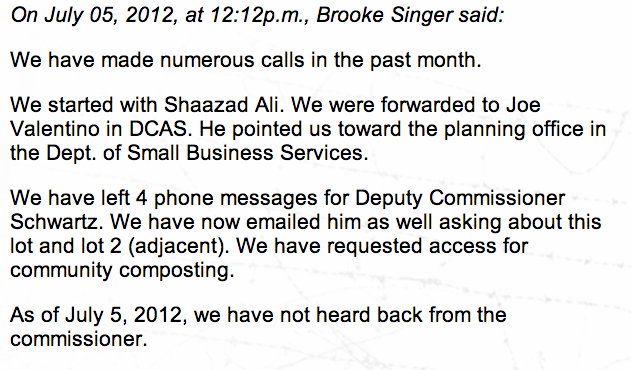 On July 05, 2012, at 12:12p.m., Brooke Singer said:
We have made numerous calls in the past month.
We started with Shaazad Ali. We were forwarded to Joe
Valentino in DCAS. He pointed us toward the planning office in
the Dept. of Small Business Services.
We have left 4 phone messages for Deputy Commissioner
Schwartz. We have now emailed him as well asking about this
lot and lot 2 (adjacent). We have requested access for
community composting.
As of July 5, 2012, we have not heard back from the
commissioner.